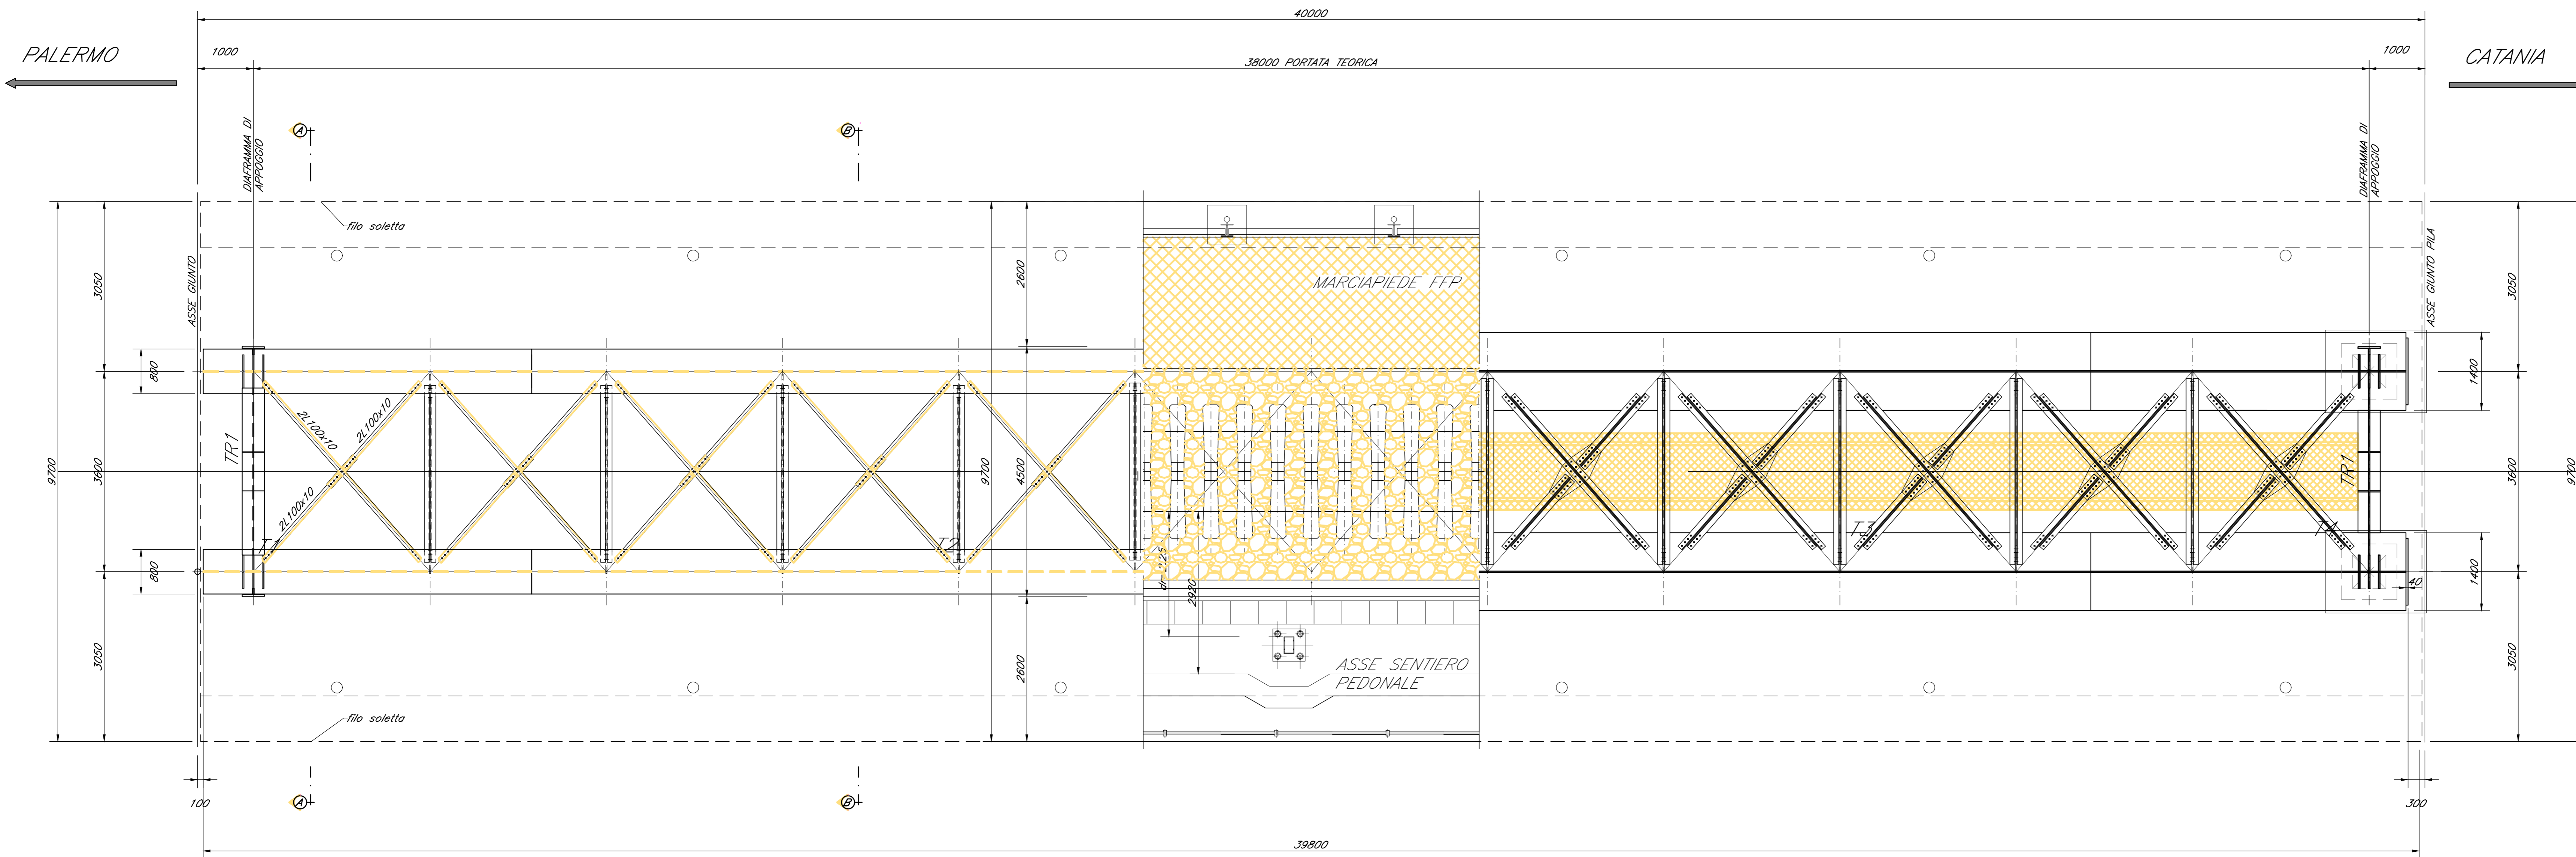 40000
PALERMO
1000
38000 PORTATA TEORICA
1000
CATANIA
DIAFRAMMA DI
APPOGGIO
DIAFRAMMA DI
APPOGGIO
A
B
filo soletta
ASSE GIUNTO
ASSE GIUNTO PILA
3050
2600
3050
MARCIAPIEDE FFP
800
1400
2L100x10
2L100x10
2L100x10
TR1
TR1
9700
3600
9700
4500
3600
9700
T1
T2
T3
T4
800
2920
40
1400
3050
2600
3050
ASSE SENTIERO
PEDONALE
filo soletta
100
A
B
300
39800